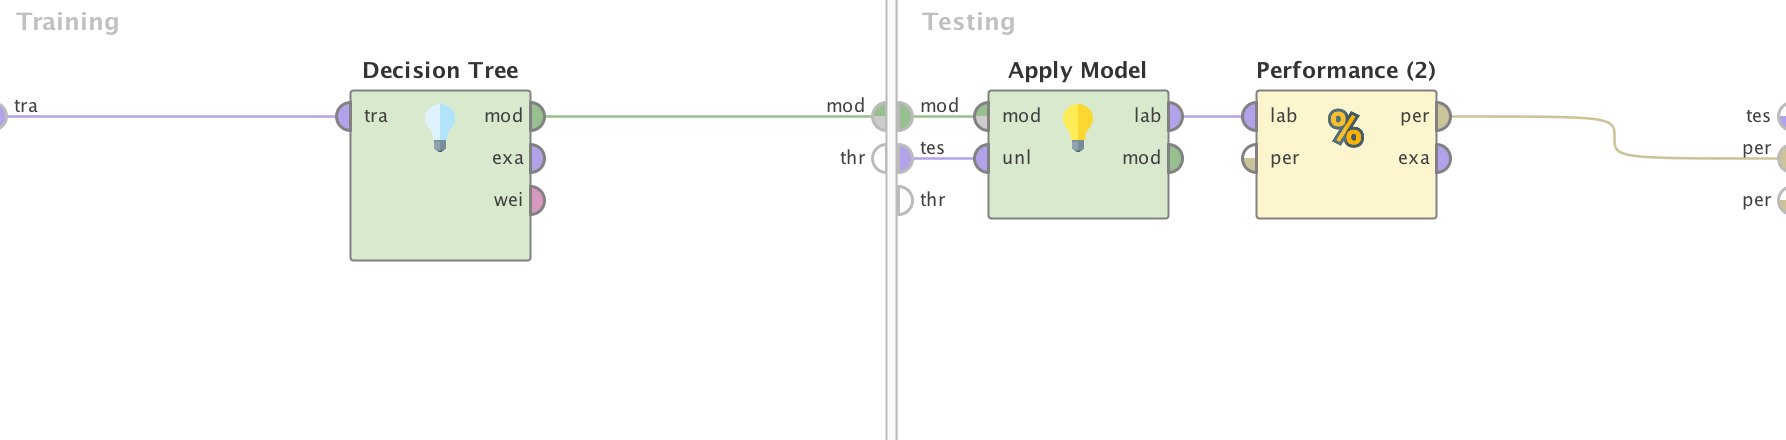 Training
Testing
Decision Tree
Apply Model
Performance (2)
tra
tra
mod
exa
wei
mod
thr
mod
tes
thr
mod
unl
lab
mod
lab
per
per
exa
tes
per
per
%